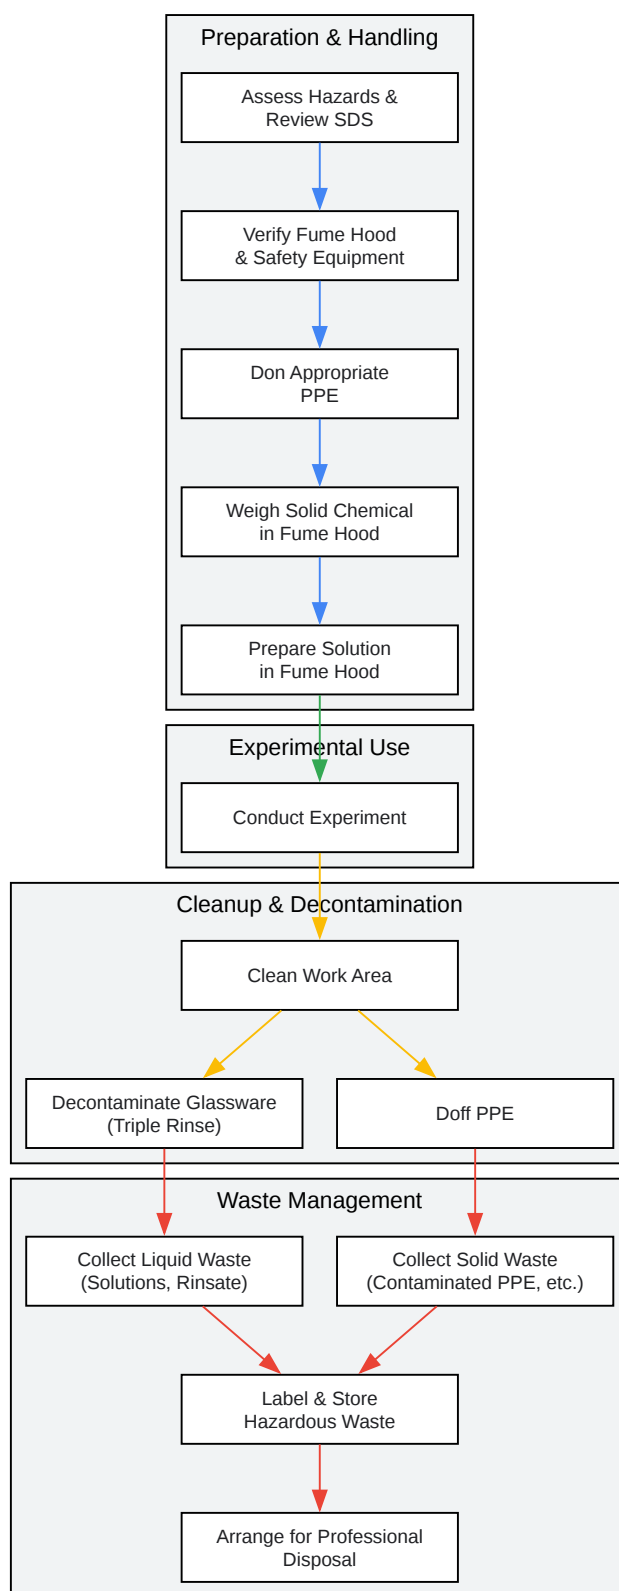 Preparation & Handling
Assess Hazards &
Review SDS
Verify Fume Hood
& Safety Equipment
Don Appropriate
PPE
Weigh Solid Chemical
in Fume Hood
Prepare Solution
in Fume Hood
Experimental Use
Conduct Experiment
Cleanup & Decontamination
Clean Work Area
Decontaminate Glassware
(Triple Rinse)
Doff PPE
Waste Management
Collect Liquid Waste
(Solutions, Rinsate)
Collect Solid Waste
(Contaminated PPE, etc.)
Label & Store
Hazardous Waste
Arrange for Professional
Disposal